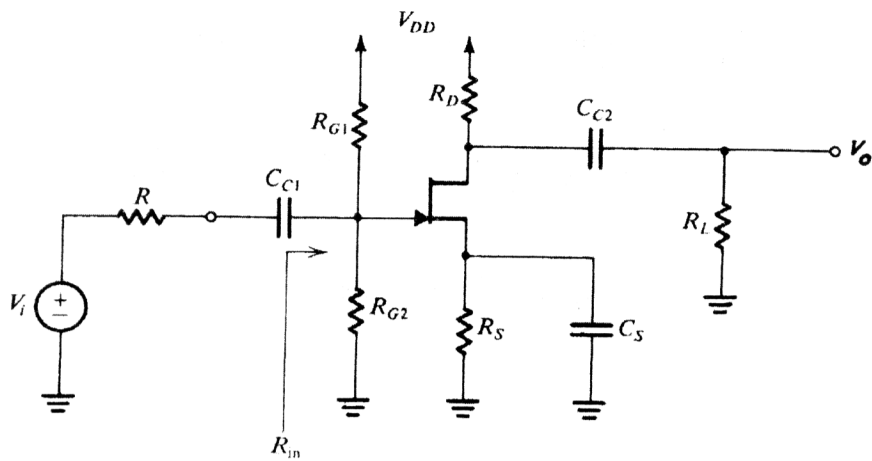 V_DD
R_D
C_C2
R_G1
V_o
C_C1
R
R_L
V_i
+
−
R_G2
R_S
C_S
R_in